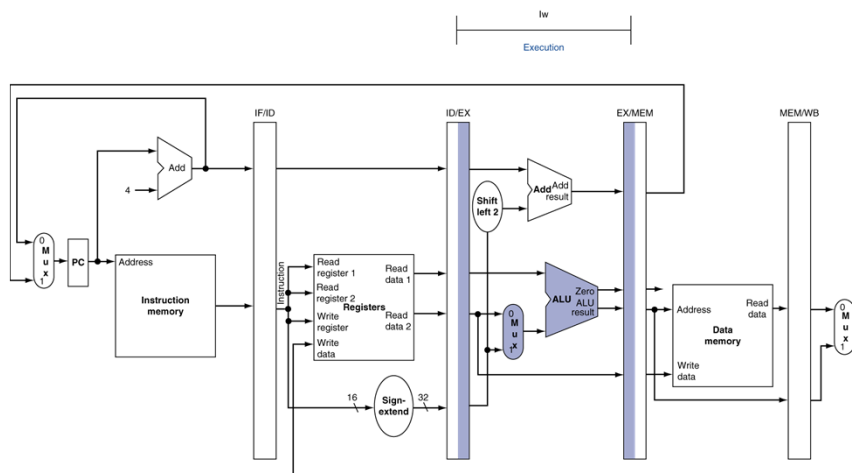 lw
Execution
IF/ID
ID/EX
EX/MEM
MEM/WB
Add
4
Shift
left 2
Add
Add
result
0
M
u
x
1
PC
Address
Instruction
memory
Instruction
Read
register 1
Read
register 2
Registers
Write
register
Write
data
Read
data 1
Read
data 2
0
M
u
x
1
Zero
ALU
ALU
result
Address
Read
data
Data
memory
Write
data
0
M
u
x
1
16
Sign-
extend
32